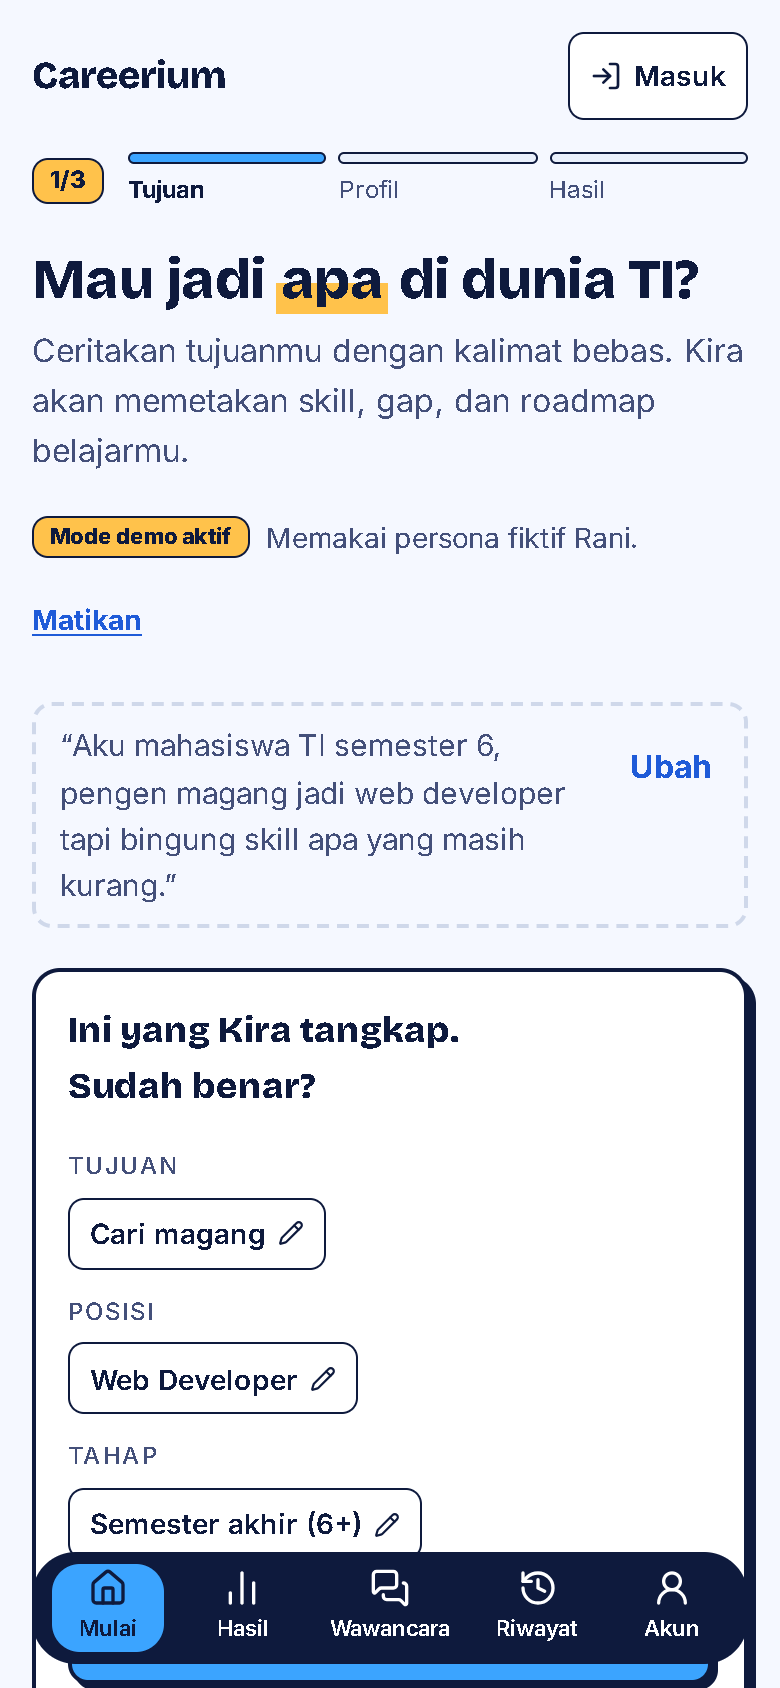 Careerium
Masuk
1/3
Tujuan
Profil
Hasil
Mau jadi apa di dunia TI?
Ceritakan tujuanmu dengan kalimat bebas. Kira
akan memetakan skill, gap, dan roadmap
belajarmu.
Mode demo aktif
Memakai persona fiktif Rani.
Matikan
“Aku mahasiswa TI semester 6,
pengen magang jadi web developer
tapi bingung skill apa yang masih
kurang.”
Ubah
Ini yang Kira tangkap.
Sudah benar?
TUJUAN
Cari magang
POSISI
Web Developer
TAHAP
Semester akhir (6+)
Mulai
Hasil
Wawancara
Riwayat
Akun